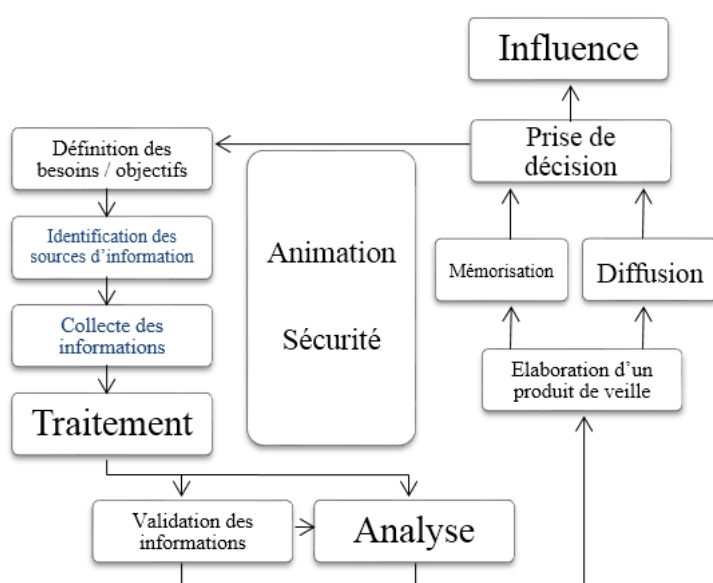 Influence
Prise de
décision
Définition des
besoins / objectifs
Identification des
sources d'information
Collecte des
informations
Traitement
Animation
Sécurité
Mémorisation
Diffusion
Elaboration d'un
produit de veille
Validation des
informations
Analyse